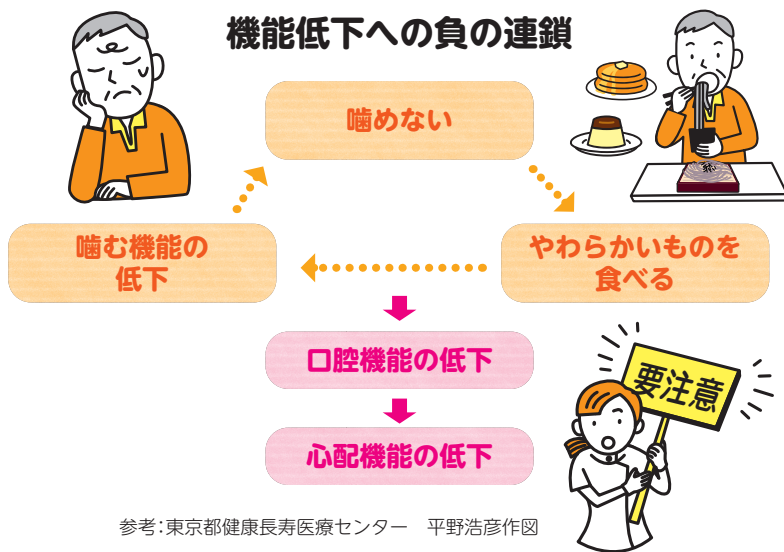 機能低下への負の連鎖
噛めない
噛む機能の
低下
やわらかいものを
食べる
口腔機能の低下
要注意
心配機能の低下
参考:東京都健康長寿医療センター　平野浩彦作図